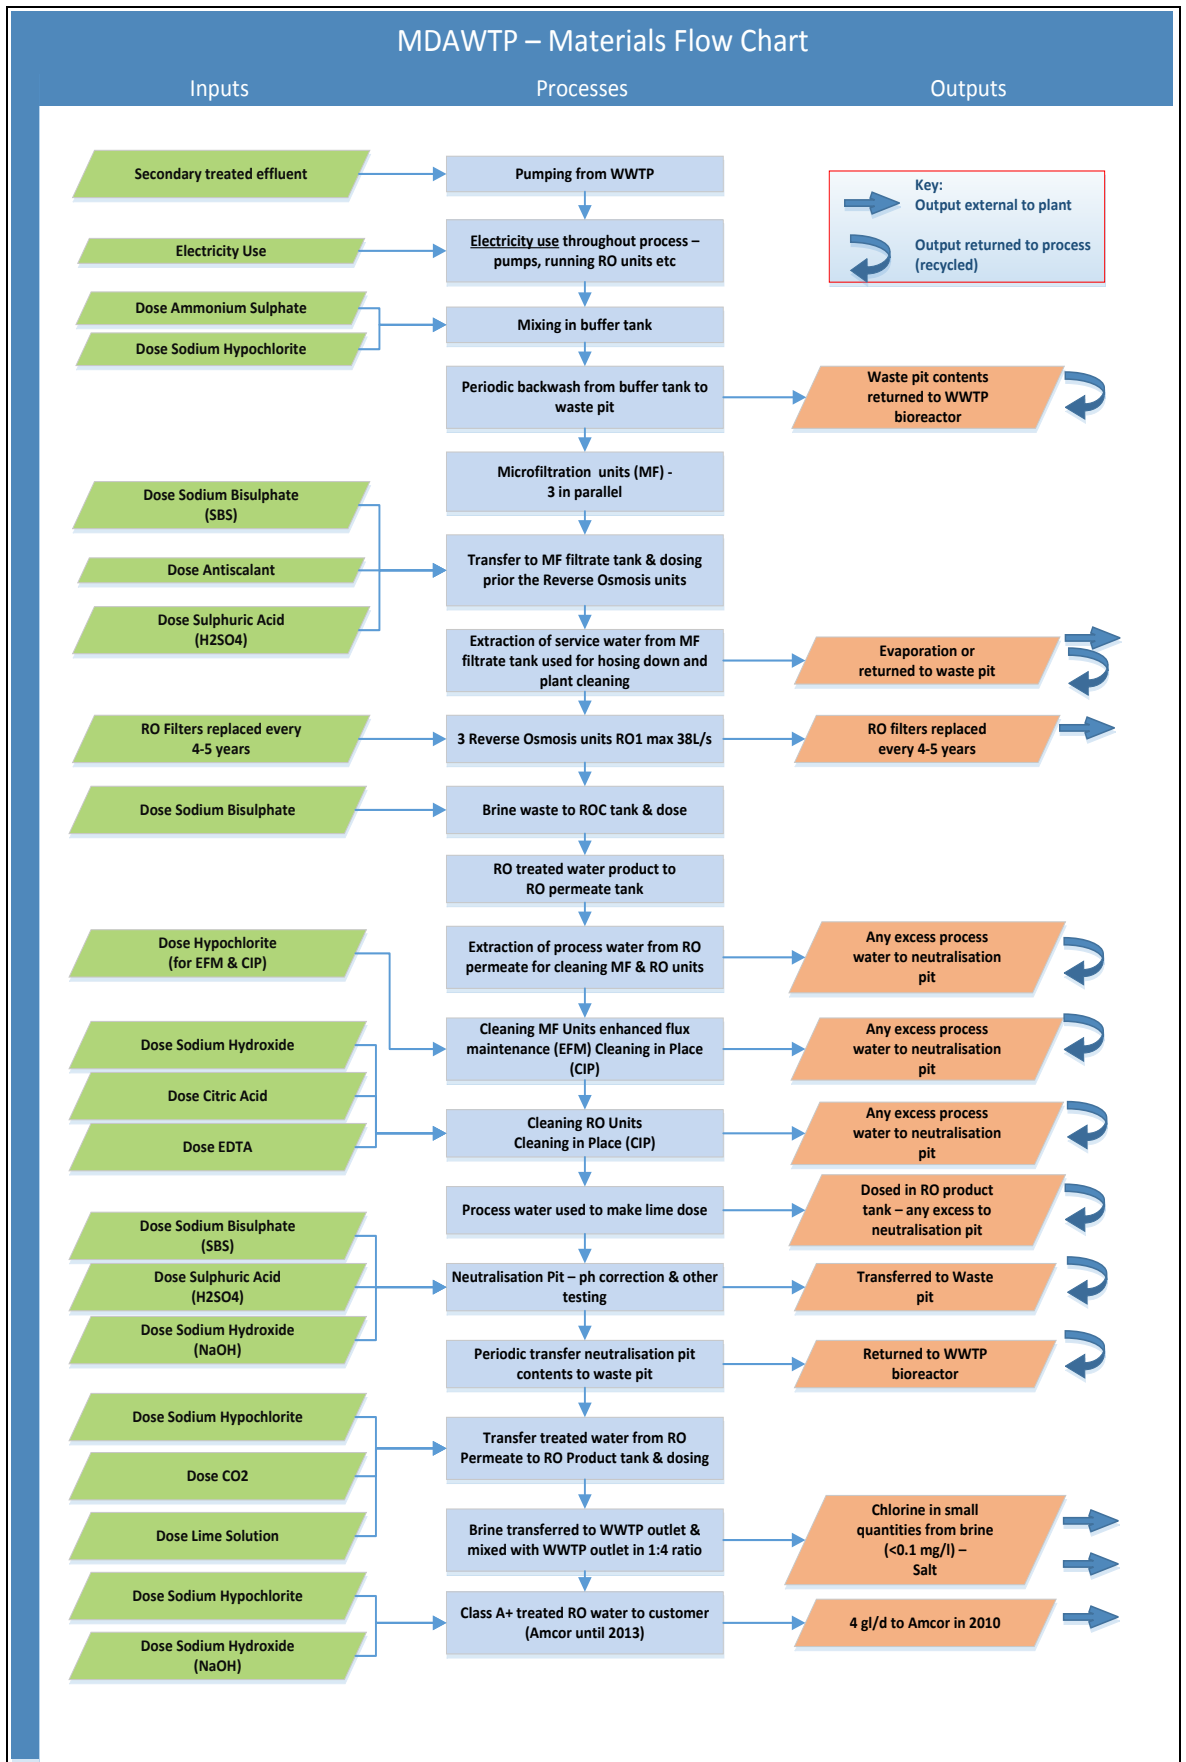 MDAWTP – Materials Flow Chart
Inputs
Processes
Outputs
Secondary treated effluent
Pumping from WWTP
Key:
Output external to plant
Output returned to process
(recycled)
Electricity Use
Electricity use throughout process –
pumps, running RO units etc
Dose Ammonium Sulphate
Dose Sodium Hypochlorite
Mixing in buffer tank
Periodic backwash from buffer tank to
waste pit
Waste pit contents
returned to WWTP
bioreactor
Microfiltration units (MF) -
3 in parallel
Dose Sodium Bisulphate
(SBS)
Dose Antiscalant
Dose Sulphuric Acid
(H2SO4)
Transfer to MF filtrate tank & dosing
prior the Reverse Osmosis units
Extraction of service water from MF
filtrate tank used for hosing down and
plant cleaning
Evaporation or
returned to waste pit
RO Filters replaced every
4-5 years
3 Reverse Osmosis units RO1 max 38L/s
RO filters replaced
every 4-5 years
Dose Sodium Bisulphate
Brine waste to ROC tank & dose
RO treated water product to
RO permeate tank
Dose Hypochlorite
(for EFM & CIP)
Extraction of process water from RO
permeate for cleaning MF & RO units
Any excess process
water to neutralisation
pit
Dose Sodium Hydroxide
Cleaning MF Units enhanced flux
maintenance (EFM) Cleaning in Place
(CIP)
Any excess process
water to neutralisation
pit
Dose Citric Acid
Dose EDTA
Cleaning RO Units
Cleaning in Place (CIP)
Any excess process
water to neutralisation
pit
Process water used to make lime dose
Dosed in RO product
tank – any excess to
neutralisation pit
Dose Sodium Bisulphate
(SBS)
Dose Sulphuric Acid
(H2SO4)
Dose Sodium Hydroxide
(NaOH)
Neutralisation Pit – ph correction & other
testing
Transferred to Waste
pit
Periodic transfer neutralisation pit
contents to waste pit
Returned to WWTP
bioreactor
Dose Sodium Hypochlorite
Dose CO2
Dose Lime Solution
Transfer treated water from RO
Permeate to RO Product tank & dosing
Brine transferred to WWTP outlet &
mixed with WWTP outlet in 1:4 ratio
Chlorine in small
quantities from brine
(<0.1 mg/l) –
Salt
Dose Sodium Hypochlorite
Dose Sodium Hydroxide
(NaOH)
Class A+ treated RO water to customer
(Amcor until 2013)
4 gl/d to Amcor in 2010